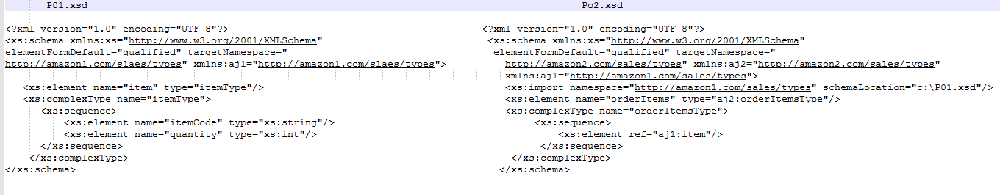 P01.xsd
<?xml version="1.0" encoding="UTF-8"?>
<xs:schema xmlns:xs="http://www.w3.org/2001/XMLSchema"
elementFormDefault="qualified" targetNamespace="
http://amazon1.com/slaes/types" xmlns:aj1="http://amazon1.com/slaes/types">
<xs:element name="item" type="itemType"/>
<xs:complexType name="itemType">
<xs:sequence>
<xs:element name="itemCode" type="xs:string"/>
<xs:element name="quantity" type="xs:int"/>
</xs:sequence>
</xs:complexType>
</xs:schema>
Po2.xsd
<?xml version="1.0" encoding="UTF-8"?>
<xs:schema xmlns:xs="http://www.w3.org/2001/XMLSchema"
elementFormDefault="qualified" targetNamespace="
http://amazon2.com/sales/types" xmlns:aj2="http://amazon2.com/sales/types"
xmlns:aj1="http://amazon1.com/sales/types">
<xs:import namespace="http://amazon1.com/sales/types" schemaLocation="c:\P01.xsd"/>
<xs:element name="orderItems" type="aj2:orderItemsType"/>
<xs:complexType name="orderItemsType">
<xs:sequence>
<xs:element ref="aj1:item"/>
</xs:sequence>
</xs:complexType>
</xs:schema>